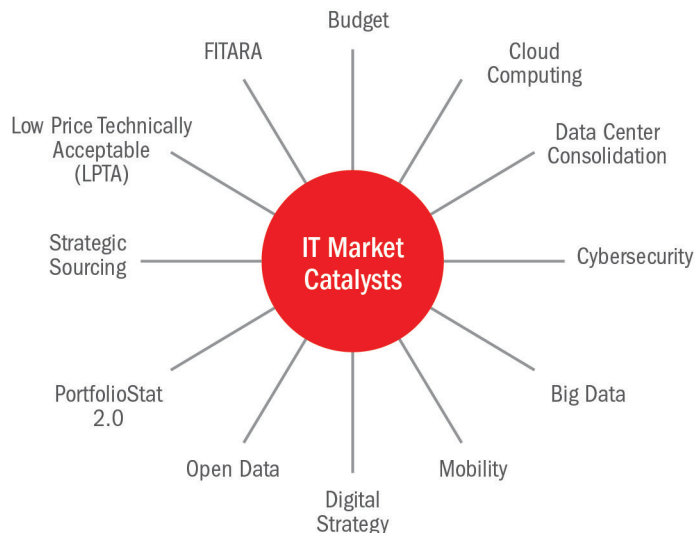 Budget
Cloud
Computing
Data Center
Consolidation
Cybersecurity
Big Data
Mobility
Digital
Strategy
Open Data
PortfolioStat
2.0
Strategic
Sourcing
Low Price Technically
Acceptable
(LPTA)
FITARA
IT Market
Catalysts